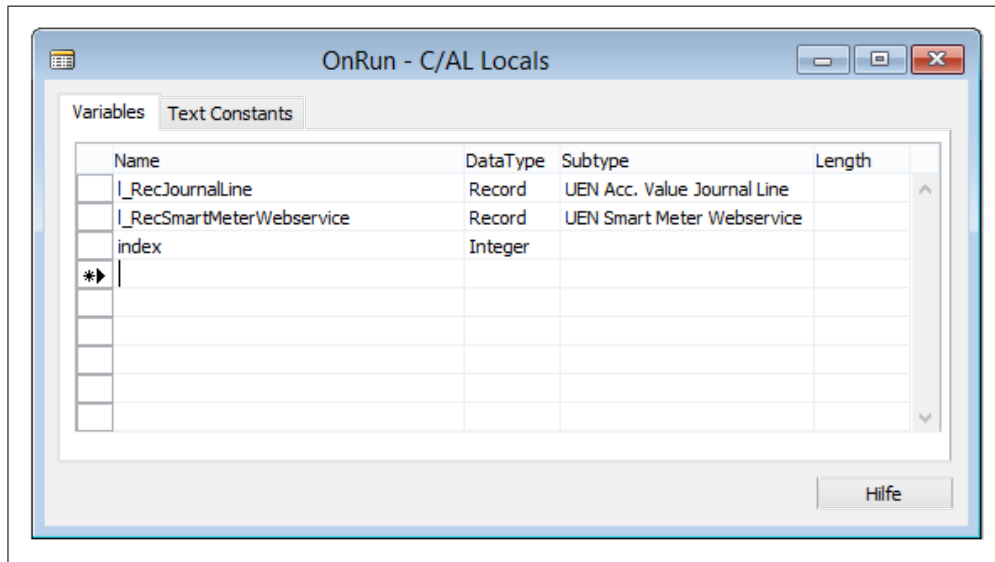 OnRun - C/AL Locals
Variables Text Constants
Name DataType Subtype Length
l_RecJournalLine Record UEN Acc. Value Journal Line
l_RecSmartMeterWebservice Record UEN Smart Meter Webservice
index Integer
Hilfe